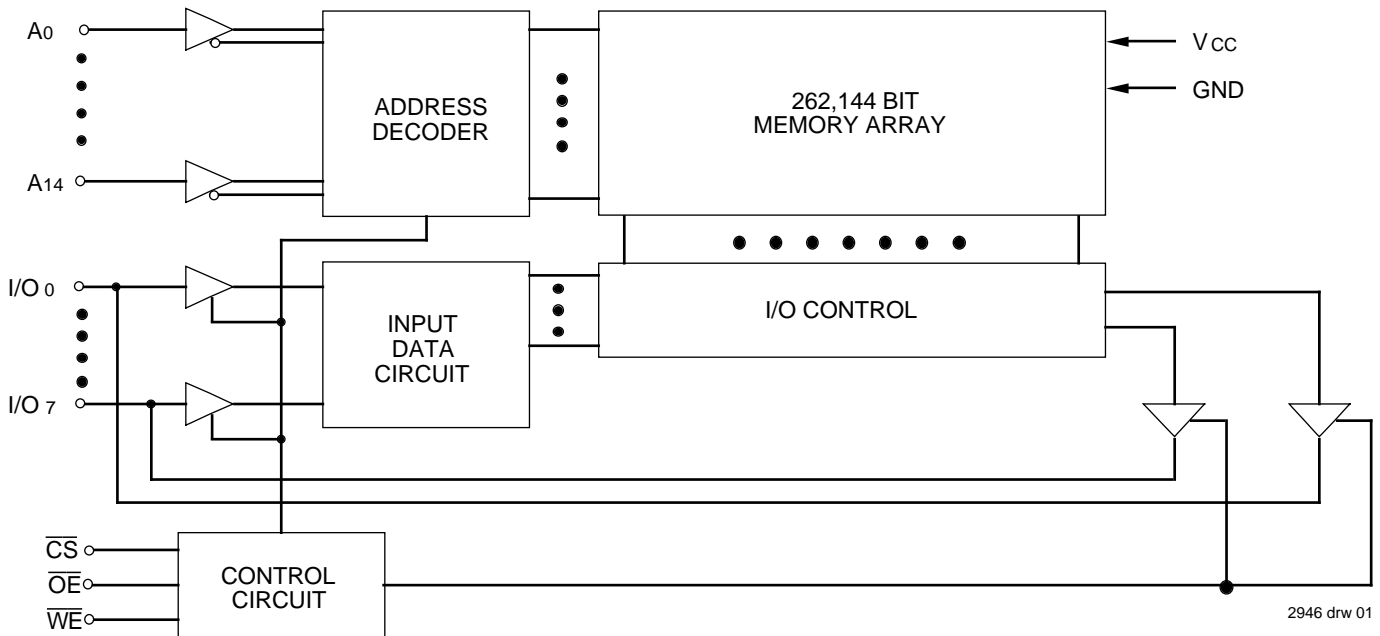 A0
ADDRESS
DECODER
262,144 BIT
MEMORY ARRAY
VCC
GND
A14
I/O 0
INPUT
DATA
CIRCUIT
I/O CONTROL
I/O 7
CS
OE
WE
CONTROL
CIRCUIT
2946 drw 01